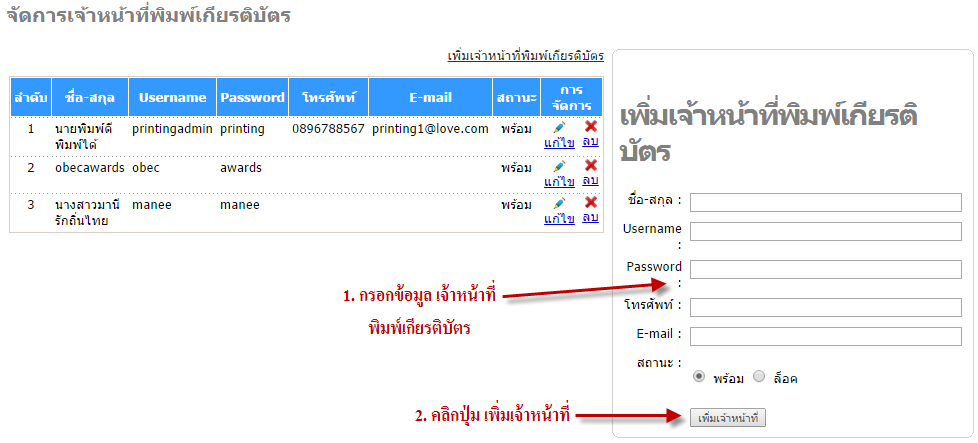 จัดการเจ้าหน้าที่พิมพ์เกียรติบัตร
เพิ่มเจ้าหน้าที่พิมพ์เกียรติบัตร
ลำดับ ชื่อ-สกุล Username Password โทรศัพท์ E-mail สถานะ การ
จัดการ
1 นายพิมพ์ดี printingadmin printing 0896788567 printing1@love.com พร้อม
พิมพ์ได้ แก้ไข ลบ
2 obecawards obec awards พร้อม
แก้ไข ลบ
3 นางสาวมานี manee manee พร้อม
รักถิ่นไทย แก้ไข ลบ
เพิ่มเจ้าหน้าที่พิมพ์เกียรติ
บัตร
ชื่อ-สกุล :
Username
:
Password
:
โทรศัพท์ :
E-mail :
สถานะ :
พร้อม ล็อค
เพิ่มเจ้าหน้าที่
1. กรอกข้อมูล เจ้าหน้าที่
พิมพ์เกียรติบัตร
2. คลิกปุ่ม เพิ่มเจ้าหน้าที่